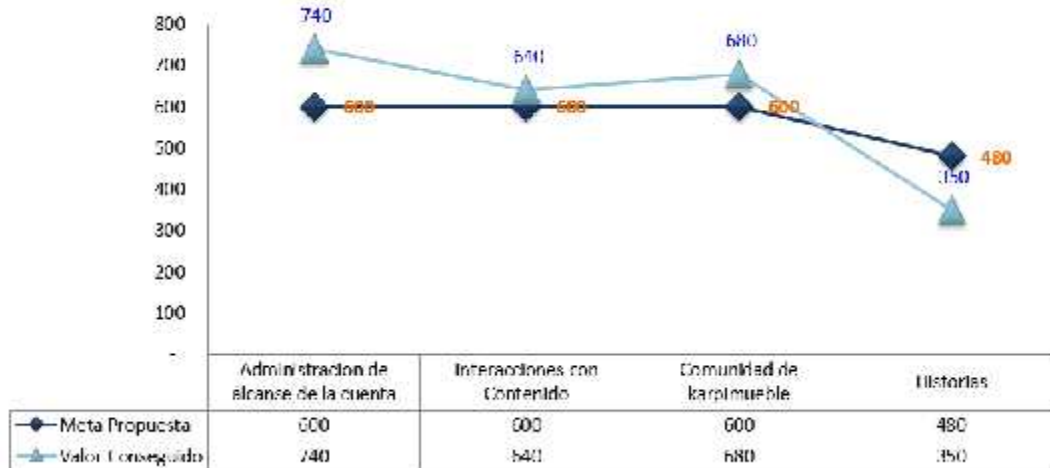 800
740
700
640
680
600
600
600
600
500
480
400
350
300
200
100
-
Administracion de
alcanse de la cuenta
Interacciones con
Contenido
Comunidad de
karpimueble
Historias
Meta Propuesta 600 600 600 480
Valor Conseguido 740 640 680 350